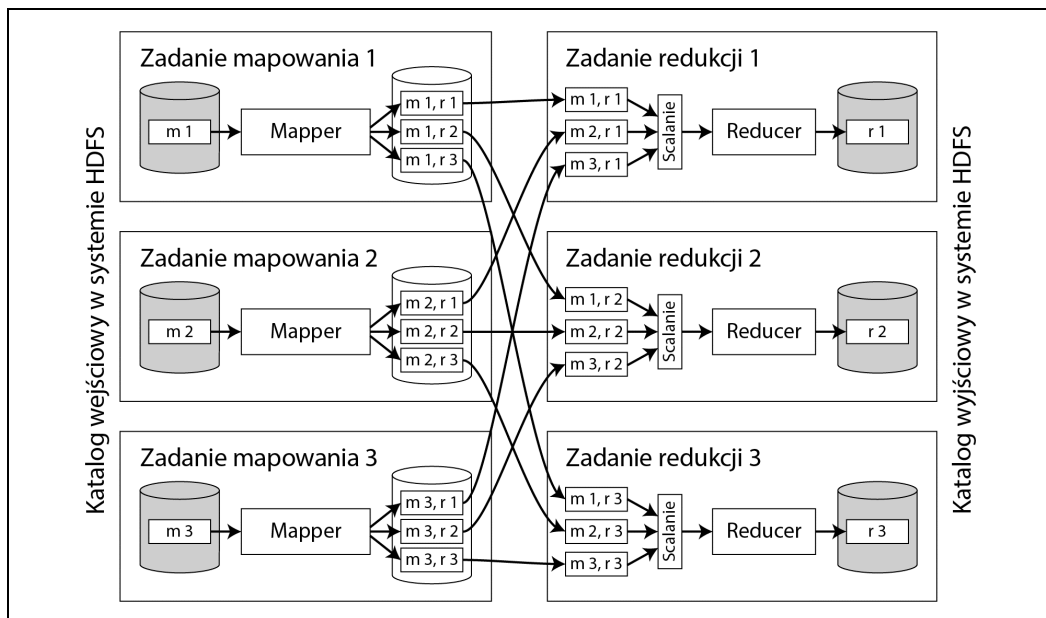 Katalog wejściowy w systemie HDFS
Zadanie mapowania 1
m 1
Mapper
m 1, r 1
m 1, r 2
m 1, r 3
Zadanie mapowania 2
m 2
Mapper
m 2, r 1
m 2, r 2
m 2, r 3
Zadanie mapowania 3
m 3
Mapper
m 3, r 1
m 3, r 2
m 3, r 3
Zadanie redukcji 1
m 1, r 1
m 2, r 1
m 3, r 1
Scalanie
Reducer
r 1
Zadanie redukcji 2
m 1, r 2
m 2, r 2
m 3, r 2
Scalanie
Reducer
r 2
Zadanie redukcji 3
m 1, r 3
m 2, r 3
m 3, r 3
Scalanie
Reducer
r 3
Katalog wyjściowy w systemie HDFS